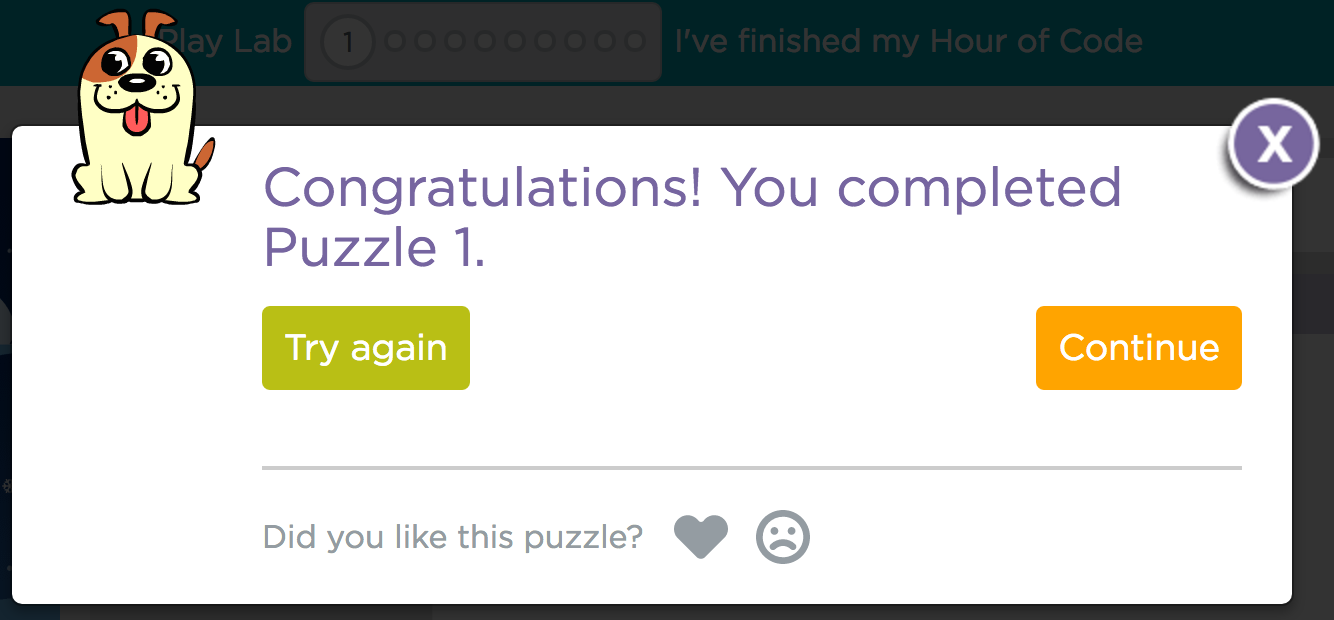 Play Lab 1 I've finished my Hour of Code
X
Congratulations! You completed
Puzzle 1.
Try again Continue
Did you like this puzzle?